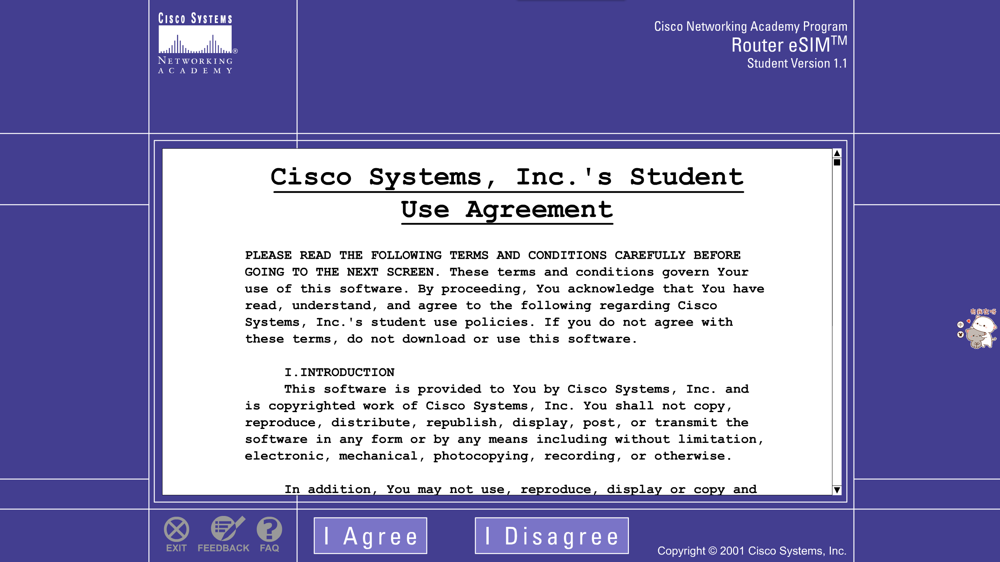 CISCO SYSTEMS
®
NETWORKING
ACADEMY
Cisco Networking Academy Program
Router eSIM™
Student Version 1.1
Cisco Systems, Inc.'s Student
Use Agreement
PLEASE READ THE FOLLOWING TERMS AND CONDITIONS CAREFULLY BEFORE
GOING TO THE NEXT SCREEN. These terms and conditions govern Your
use of this software. By proceeding, You acknowledge that You have
read, understand, and agree to the following regarding Cisco
Systems, Inc.'s student use policies. If you do not agree with
these terms, do not download or use this software.
I.INTRODUCTION
This software is provided to You by Cisco Systems, Inc. and
is copyrighted work of Cisco Systems, Inc. You shall not copy,
reproduce, distribute, republish, display, post, or transmit the
software in any form or by any means including without limitation,
electronic, mechanical, photocopying, recording, or otherwise.
In addition, You may not use, reproduce, display or copy and
有我在呀
中
EXIT
FEEDBACK
FAQ
I Agree
I Disagree
Copyright © 2001 Cisco Systems, Inc.